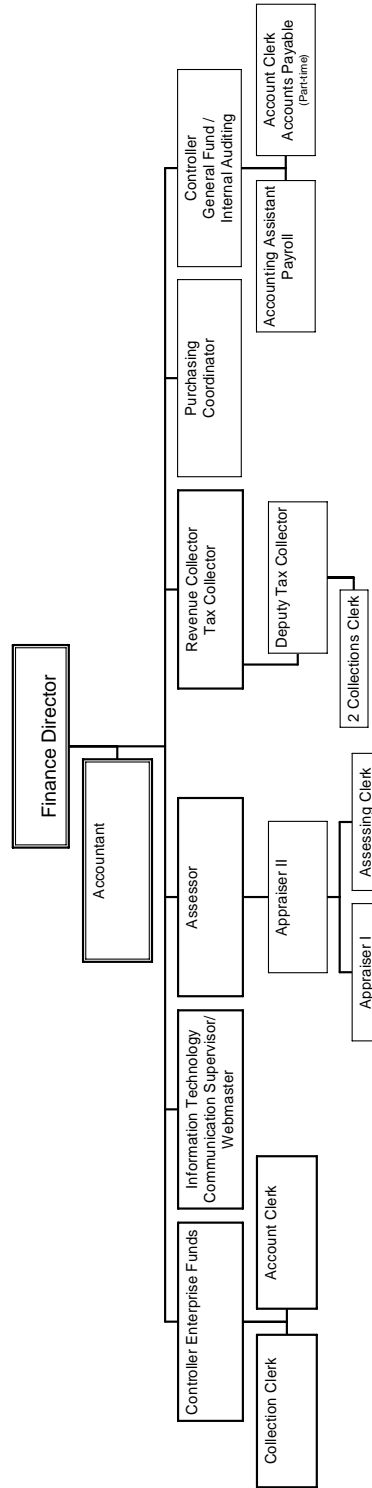 Finance Director
Accountant
Controller Enterprise Funds
Information Technology
Communication Supervisor/
Webmaster
Assessor
Revenue Collector
Tax Collector
Purchasing
Coordinator
Controller
General Fund /
Internal Auditing
Collection Clerk
Account Clerk
Appraiser II
Deputy Tax Collector
Accounting Assistant
Payroll
Account Clerk
Accounts Payable
(Part-time)
Appraiser I
Assessing Clerk
2 Collections Clerk